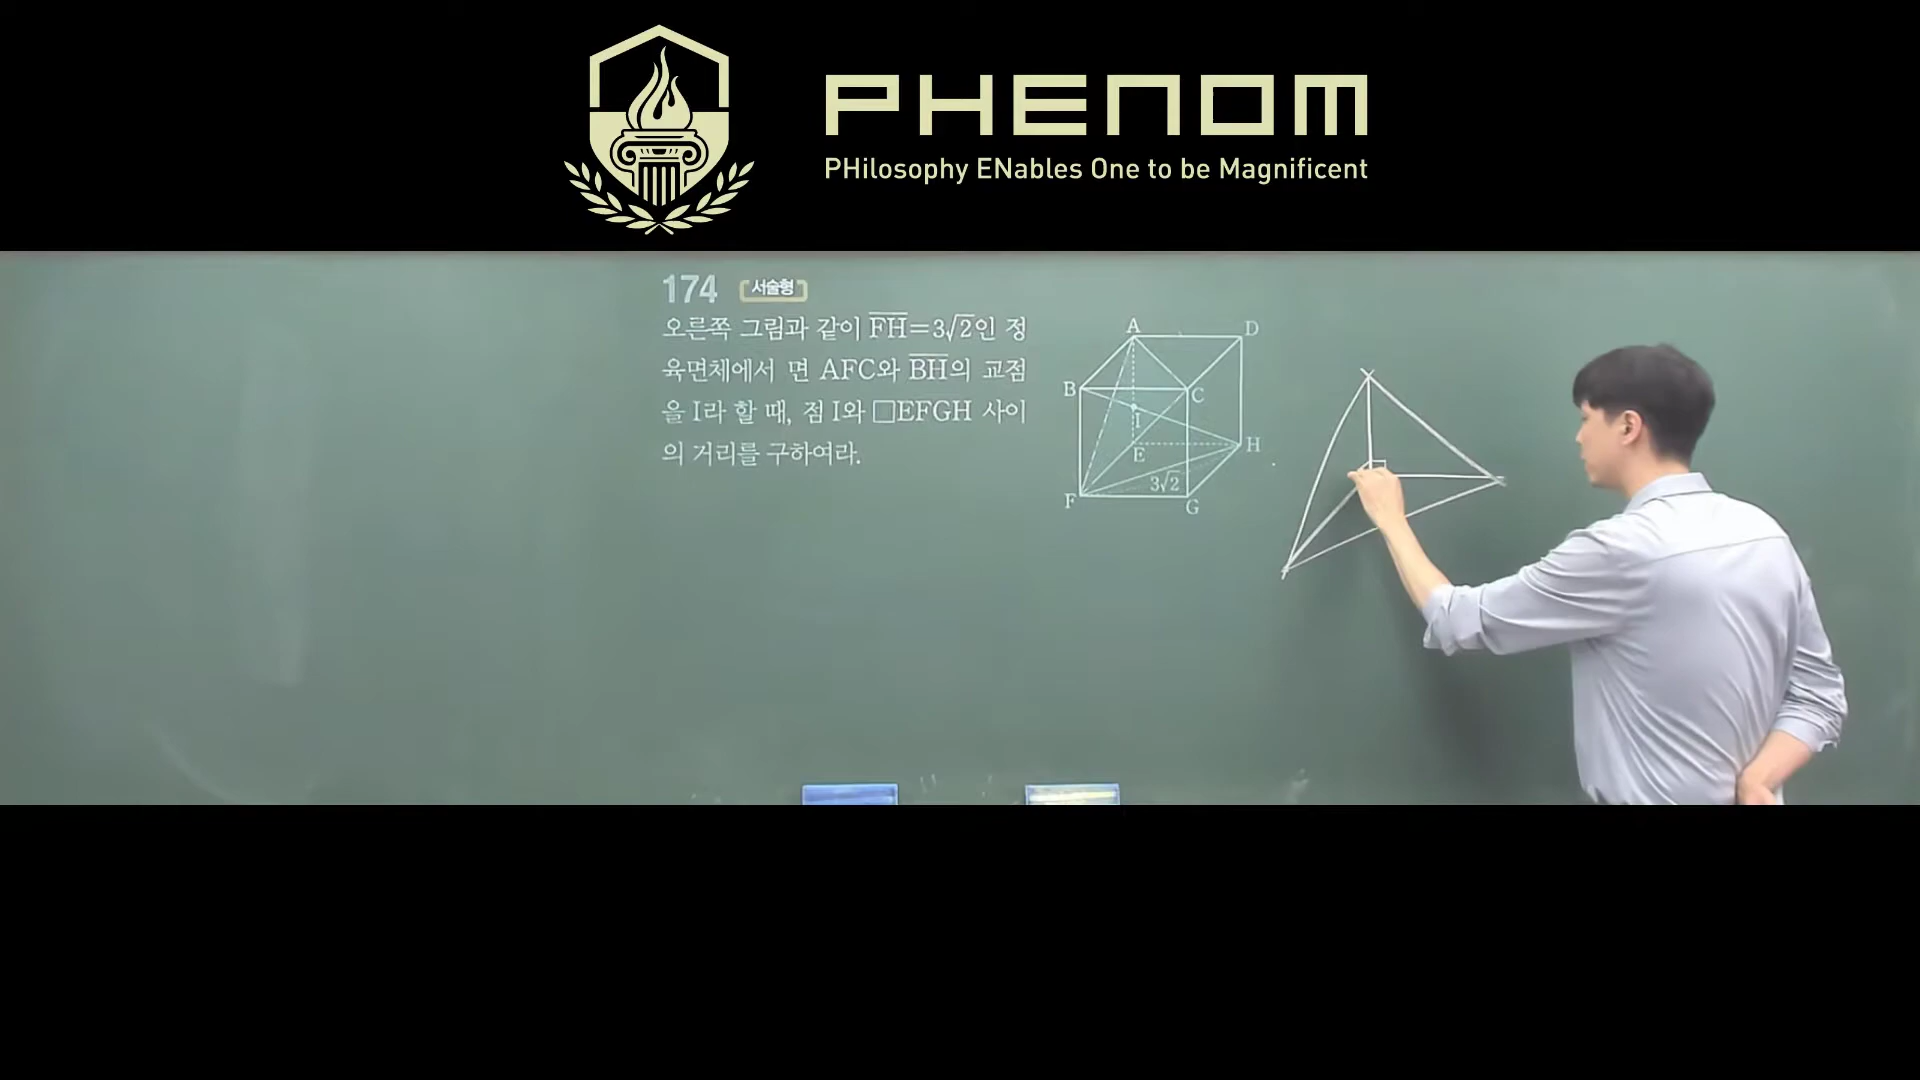 PHENOM
PHilosophy ENables One to be Magnificent
174 서술형
오른쪽 그림과 같이 FH=3√2인 정
육면체에서 면 AFC와 BH의 교점
을 I라 할 때, 점 I와 □EFGH 사이
의 거리를 구하여라.
A
D
B
C
I
E
H
3√2
F
G